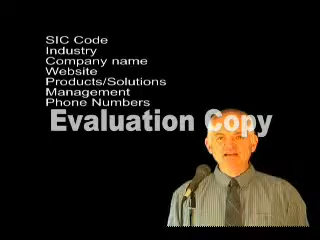 SIC Code
Industry
Company name
Website
Products/Solutions
Management
Phone Numbers
Evaluation Copy